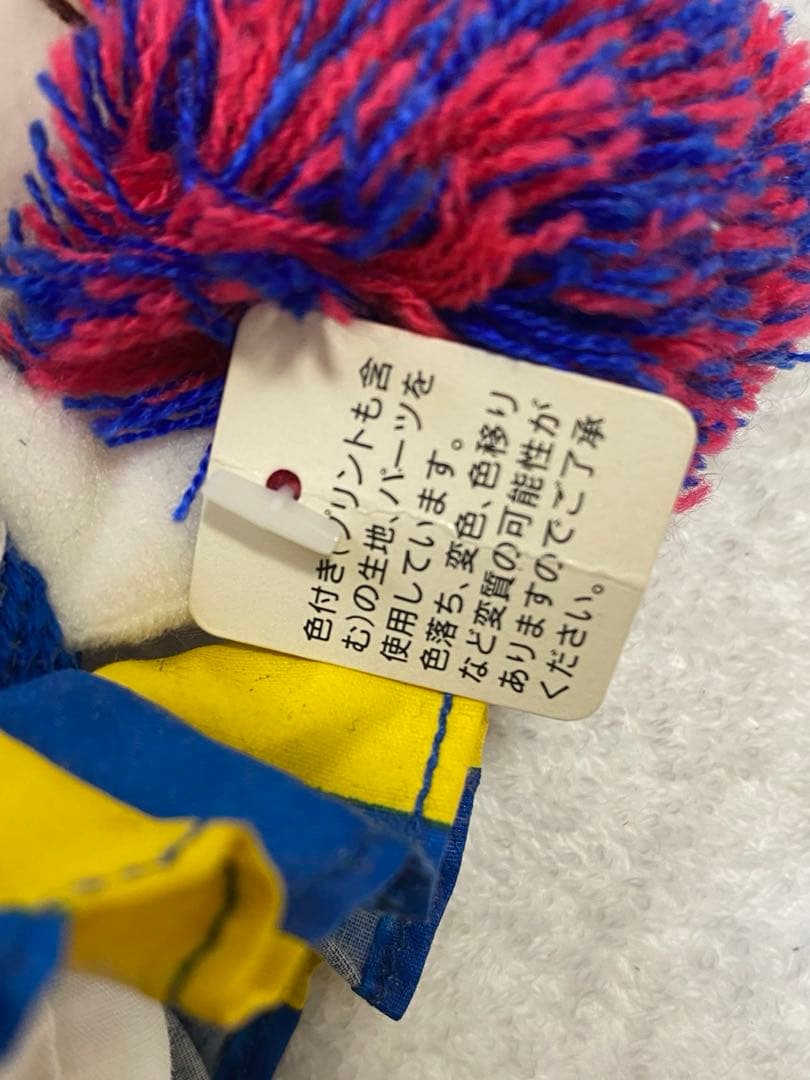 色付き(プリントも含
む)の生地、パーツを
使用しています。
色落ち、変色、色移り
など変質の可能性が
ありますのでご了承
ください。